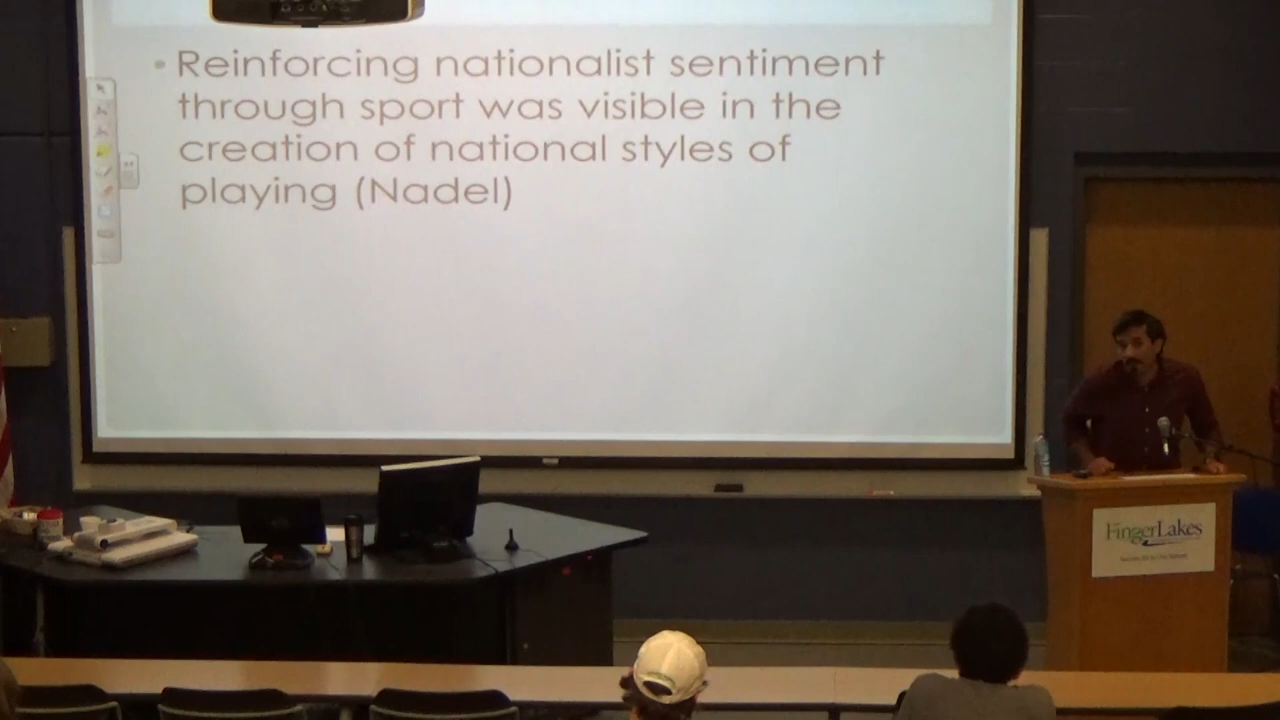 Reinforcing nationalist sentiment
through sport was visible in the
creation of national styles of
playing (Nadel)
FingerLakes